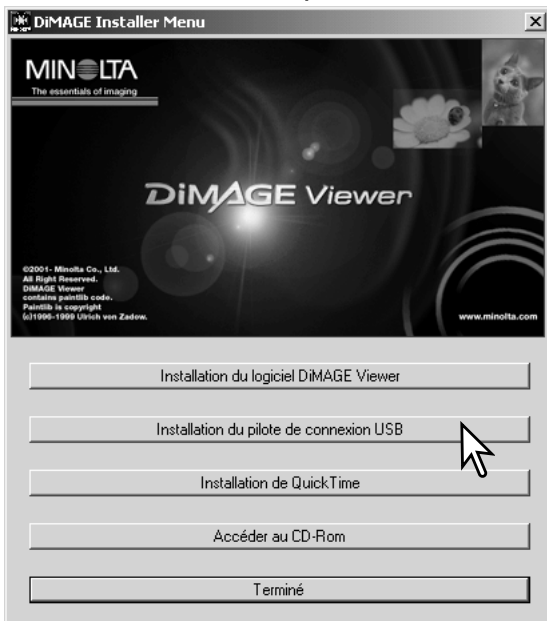 DiMAGE Installer Menu
MINOLTA
The essentials of imaging
DiMAGE Viewer
©2001- Minolta Co., Ltd.
All Right Reserved.
DiMAGE Viewer
contains paintlib code.
Paintlib is copyright
(c)1996-1999 Ulrich von Zadow.
www.minolta.com
Installation du logiciel DiMAGE Viewer
Installation du pilote de connexion USB
Installation de QuickTime
Accéder au CD-Rom
Terminé